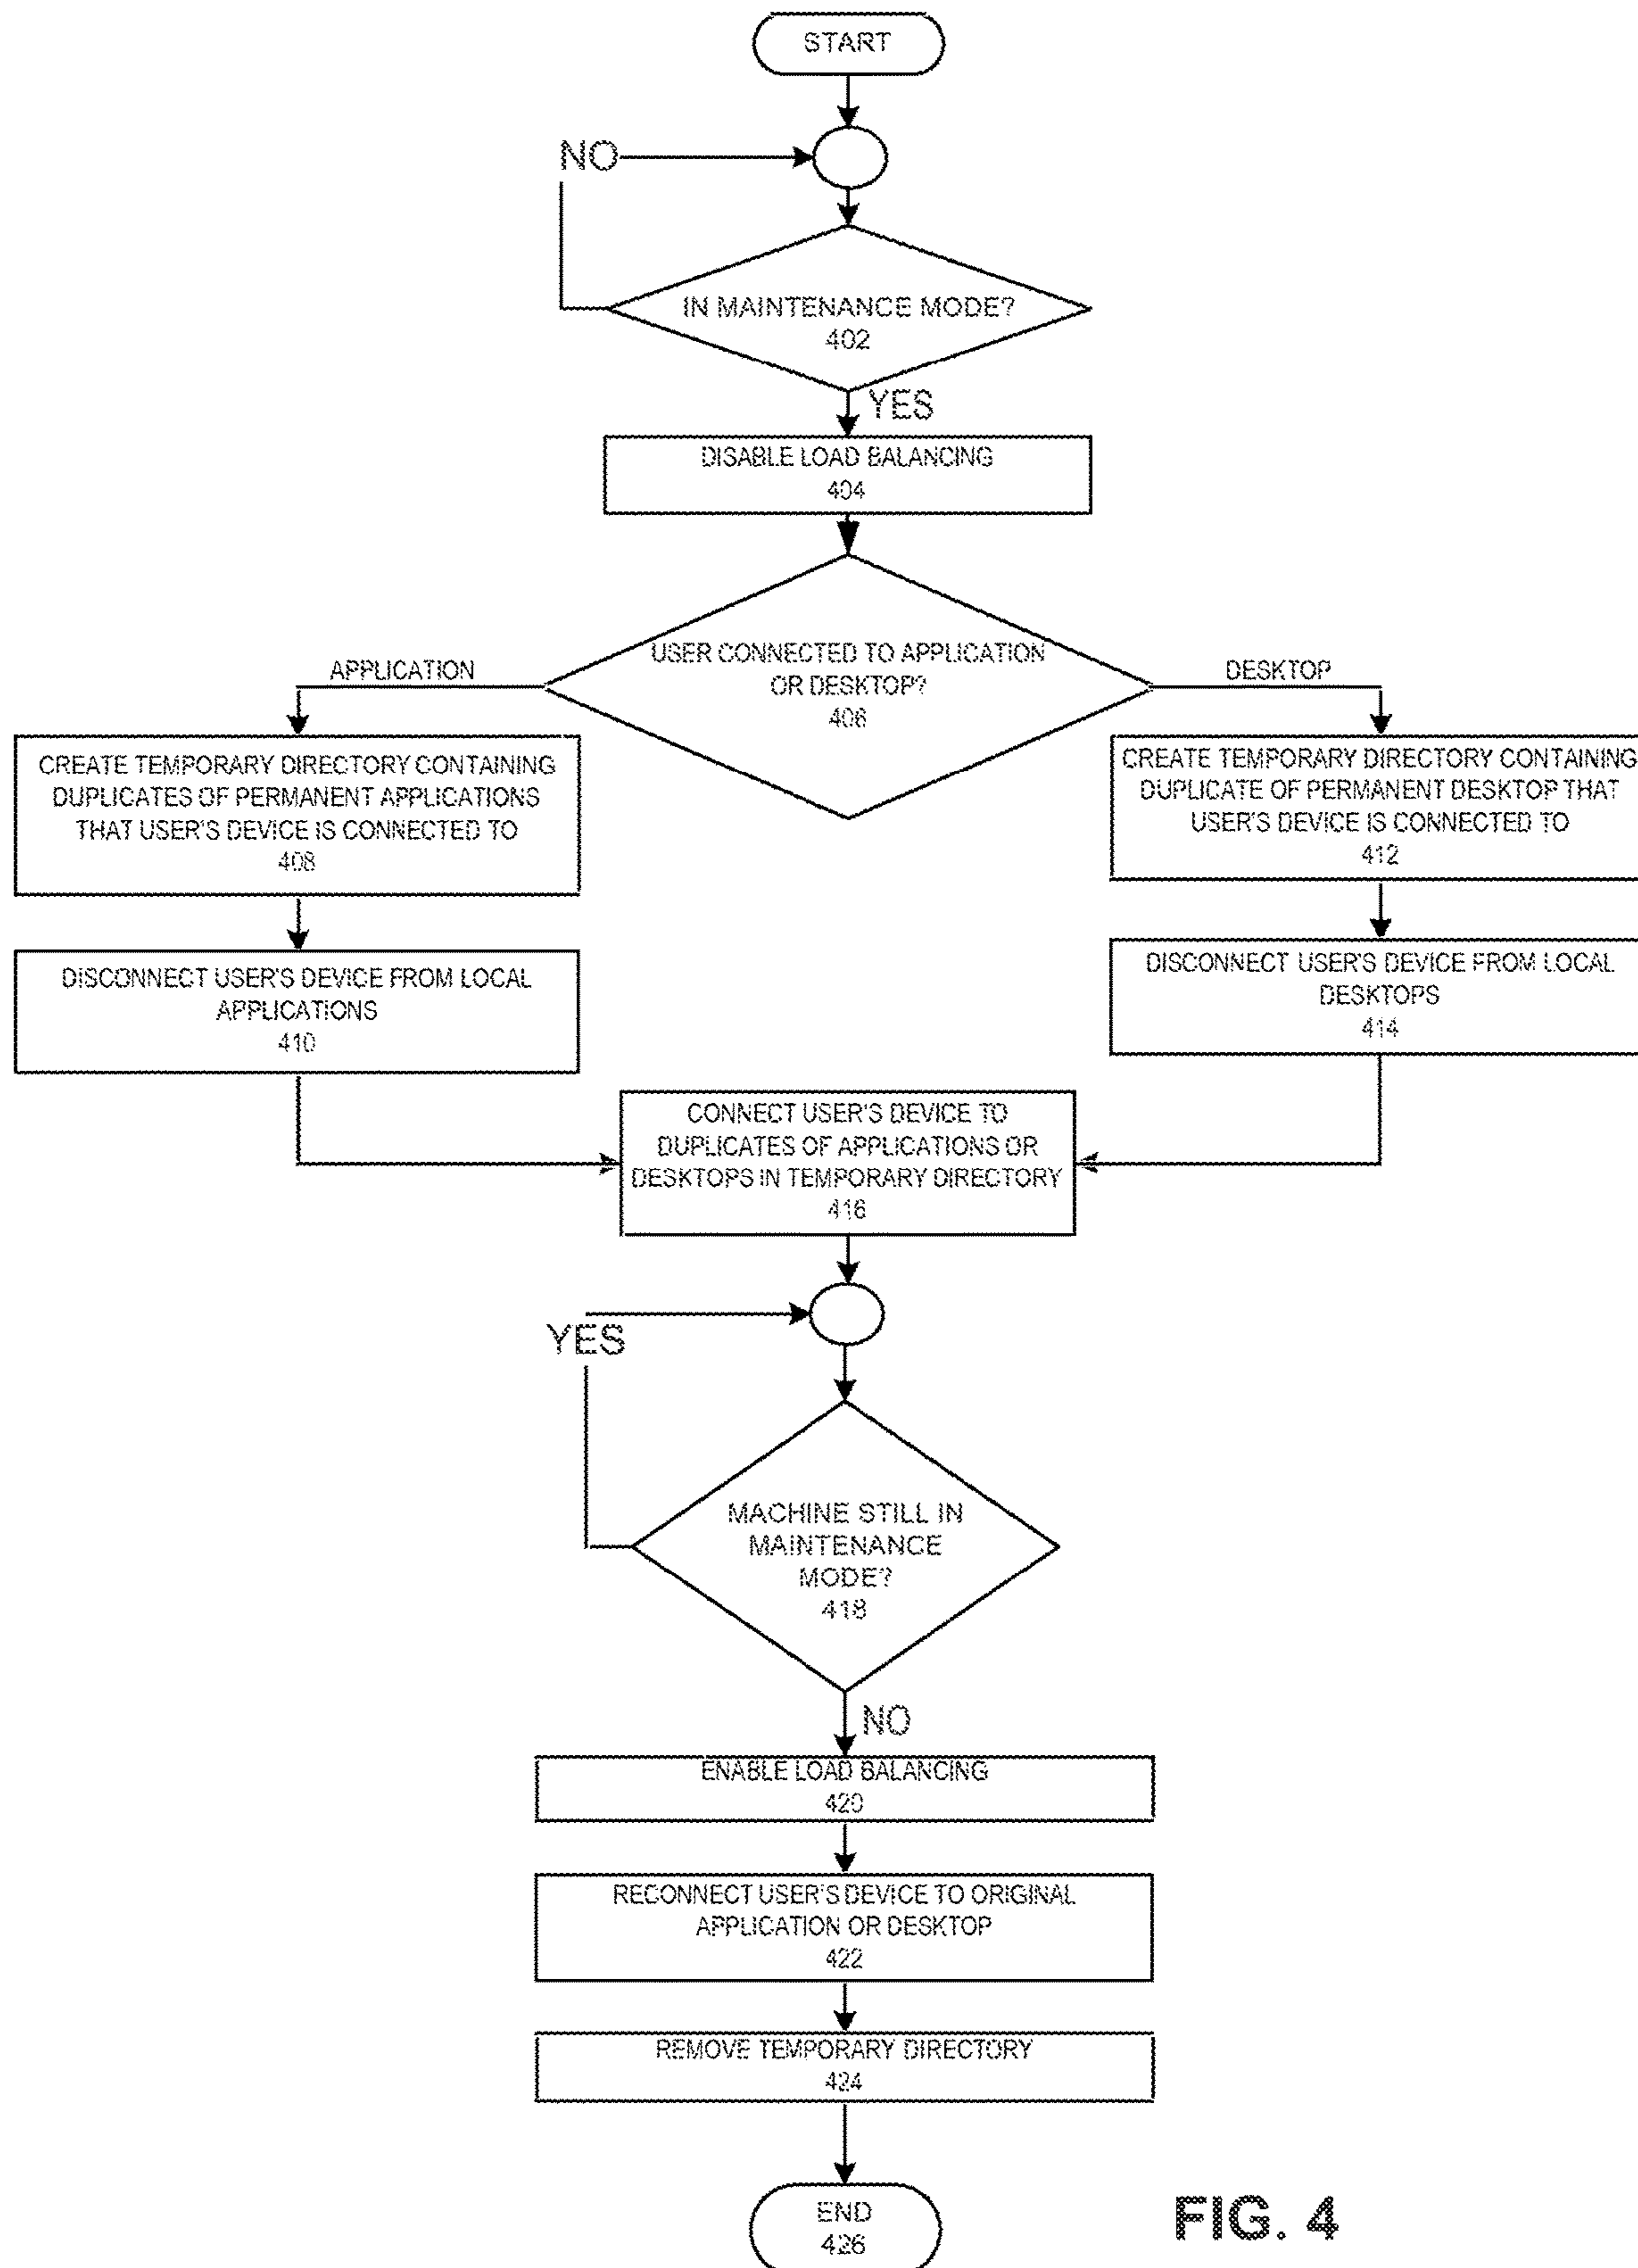 START
NO
IN MAINTENANCE MODE?
402
YES
DISABLE LOAD BALANCING
404
USER CONNECTED TO APPLICATION
OR DESKTOP?
406
APPLICATION
DESKTOP
CREATE TEMPORARY DIRECTORY CONTAINING
DUPLICATES OF PERMANENT APPLICATIONS
THAT USER'S DEVICE IS CONNECTED TO
408
CREATE TEMPORARY DIRECTORY CONTAINING
DUPLICATE OF PERMANENT DESKTOP THAT
USER'S DEVICE IS CONNECTED TO
412
DISCONNECT USER'S DEVICE FROM LOCAL
APPLICATIONS
410
DISCONNECT USER'S DEVICE FROM LOCAL
DESKTOPS
414
CONNECT USER'S DEVICE TO
DUPLICATES OF APPLICATIONS OR
DESKTOPS IN TEMPORARY DIRECTORY
416
YES
MACHINE STILL IN
MAINTENANCE
MODE?
418
NO
ENABLE LOAD BALANCING
420
RECONNECT USER'S DEVICE TO ORIGINAL
APPLICATION OR DESKTOP
422
REMOVE TEMPORARY DIRECTORY
424
END
426
FIG. 4